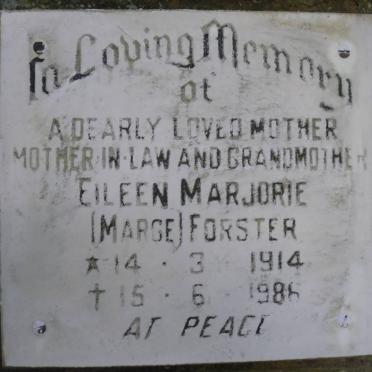 In Loving Memory
of
A DEARLY LOVED MOTHER
MOTHER-IN-LAW AND GRANDMOTHER
EILEEN MARJORIE
(MARGE) FORSTER
★ 14 · 3 1914
✝ 15 · 6 · 1986
AT PEACE